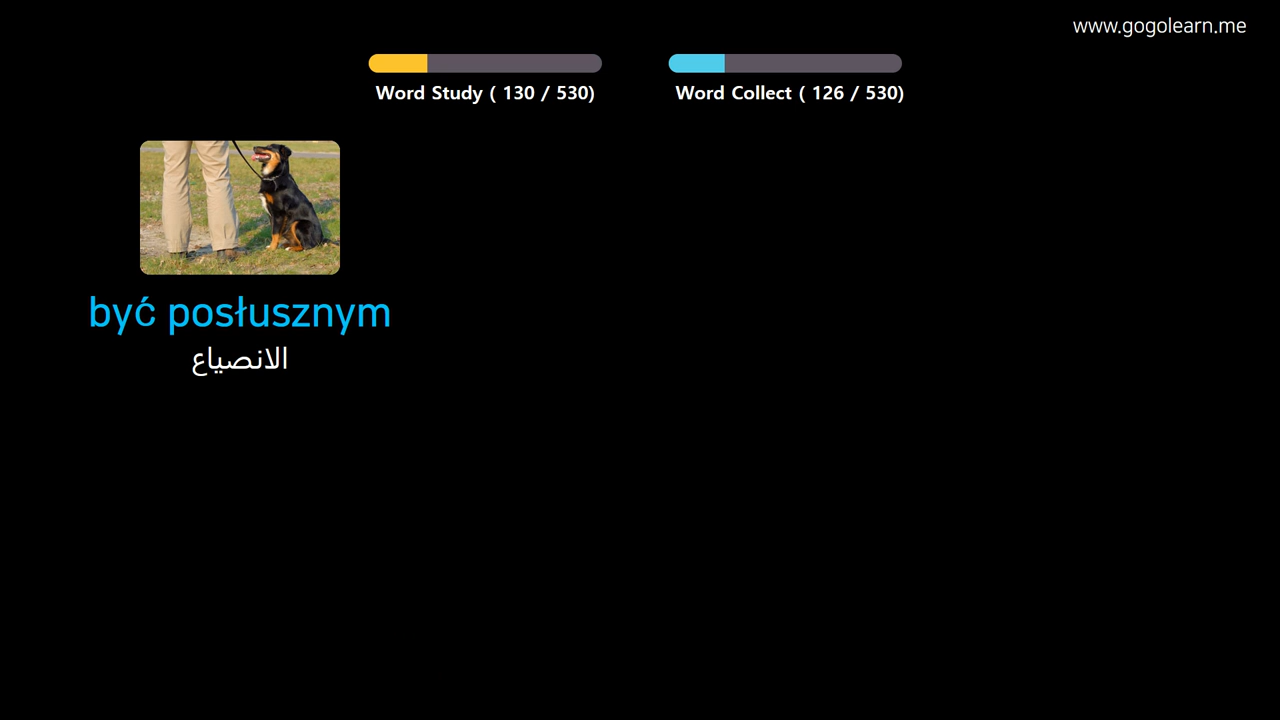 www.gogolearn.me
Word Study ( 130 / 530)
Word Collect ( 126 / 530)
być posłusznym
الانصياع